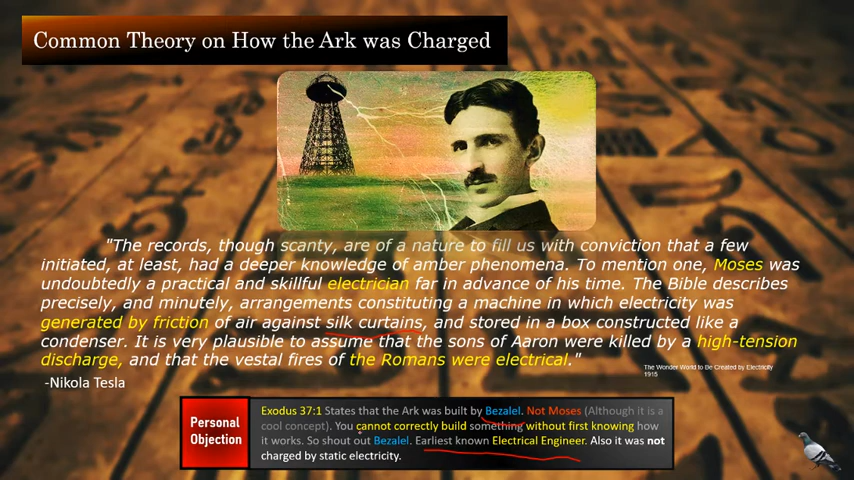 Common Theory on How the Ark was Charged
"The records, though scanty, are of a nature to fill us with conviction that a few
initiated, at least, had a deeper knowledge of amber phenomena. To mention one, Moses was
undoubtedly a practical and skillful electrician far in advance of his time. The Bible describes
precisely, and minutely, arrangements constituting a machine in which electricity was
generated by friction of air against silk curtains, and stored in a box constructed like a
condenser. It is very plausible to assume that the sons of Aaron were killed by a high-tension
discharge, and that the vestal fires of the Romans were electrical."
The Wonder World to Be Created by Electricity
1915
-Nikola Tesla
Personal
Objection
Exodus 37:1 States that the Ark was built by Bezalel. Not Moses (Although it is a
cool concept). You cannot correctly build something without first knowing how
it works. So shout out Bezalel. Earliest known Electrical Engineer. Also it was not
charged by static electricity.